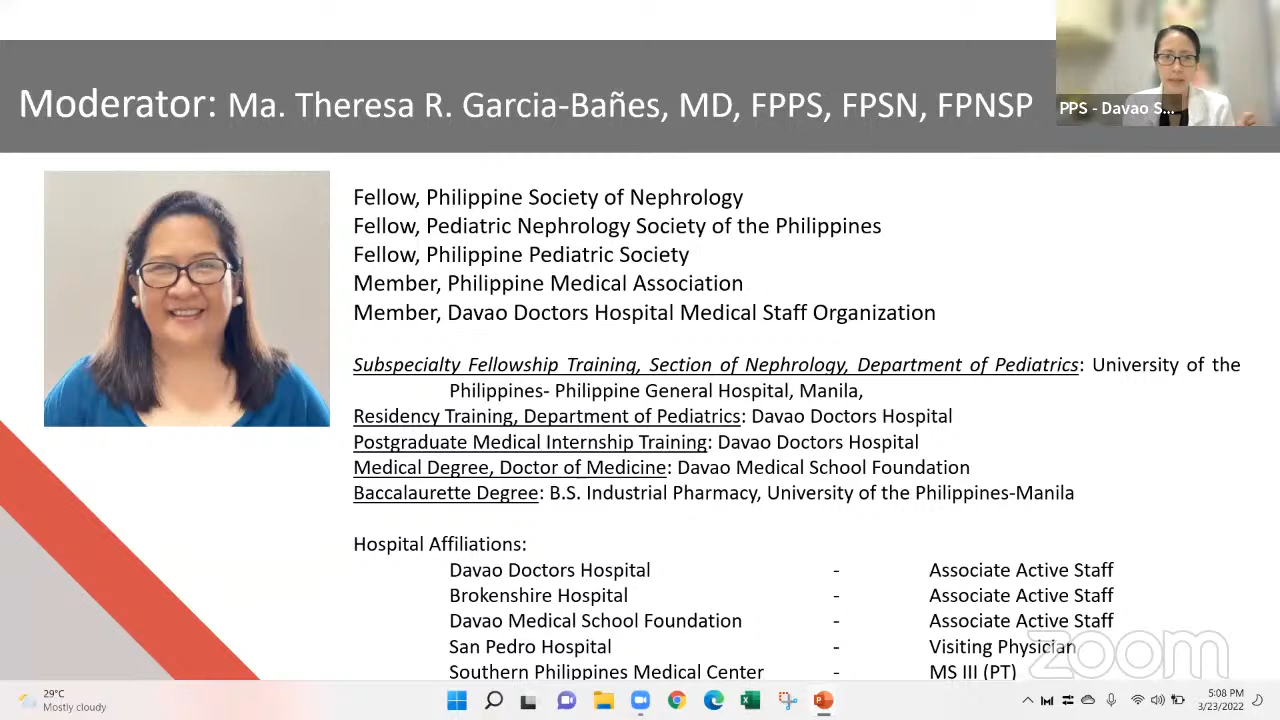 Moderator: Ma. Theresa R. Garcia-Bañes, MD, FPPS, FPSN, FPNSP
PPS - Davao S...
Fellow, Philippine Society of Nephrology
Fellow, Pediatric Nephrology Society of the Philippines
Fellow, Philippine Pediatric Society
Member, Philippine Medical Association
Member, Davao Doctors Hospital Medical Staff Organization
Subspecialty Fellowship Training, Section of Nephrology, Department of Pediatrics: University of the
Philippines- Philippine General Hospital, Manila,
Residency Training, Department of Pediatrics: Davao Doctors Hospital
Postgraduate Medical Internship Training: Davao Doctors Hospital
Medical Degree, Doctor of Medicine: Davao Medical School Foundation
Baccalaurette Degree: B.S. Industrial Pharmacy, University of the Philippines-Manila
Hospital Affiliations:
Davao Doctors Hospital - Associate Active Staff
Brokenshire Hospital - Associate Active Staff
Davao Medical School Foundation - Associate Active Staff
San Pedro Hospital - Visiting Physician
Southern Philippines Medical Center - MS III (PT)
zoom
29°C
Mostly cloudy
5:08 PM
3/23/2022